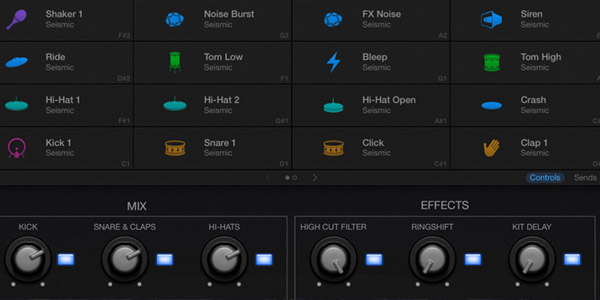 Shaker 1
Seismic
F#2
Noise Burst
Seismic
G2
FX Noise
Seismic
A2
Siren
Seismic
Ride
Seismic
D#2
Tom Low
Seismic
F1
Bleep
Seismic
G1
Tom High
Seismic
Hi-Hat 1
Seismic
F#1
Hi-Hat 2
Seismic
G#1
Hi-Hat Open
Seismic
A#1
Crash
Seismic
Kick 1
Seismic
C1
Snare 1
Seismic
D1
Click
Seismic
C#1
Clap 1
Seismic
Controls Sends
MIX EFFECTS
KICK SNARE & CLAPS HI-HATS HIGH CUT FILTER RINGSHIFT KIT DELAY